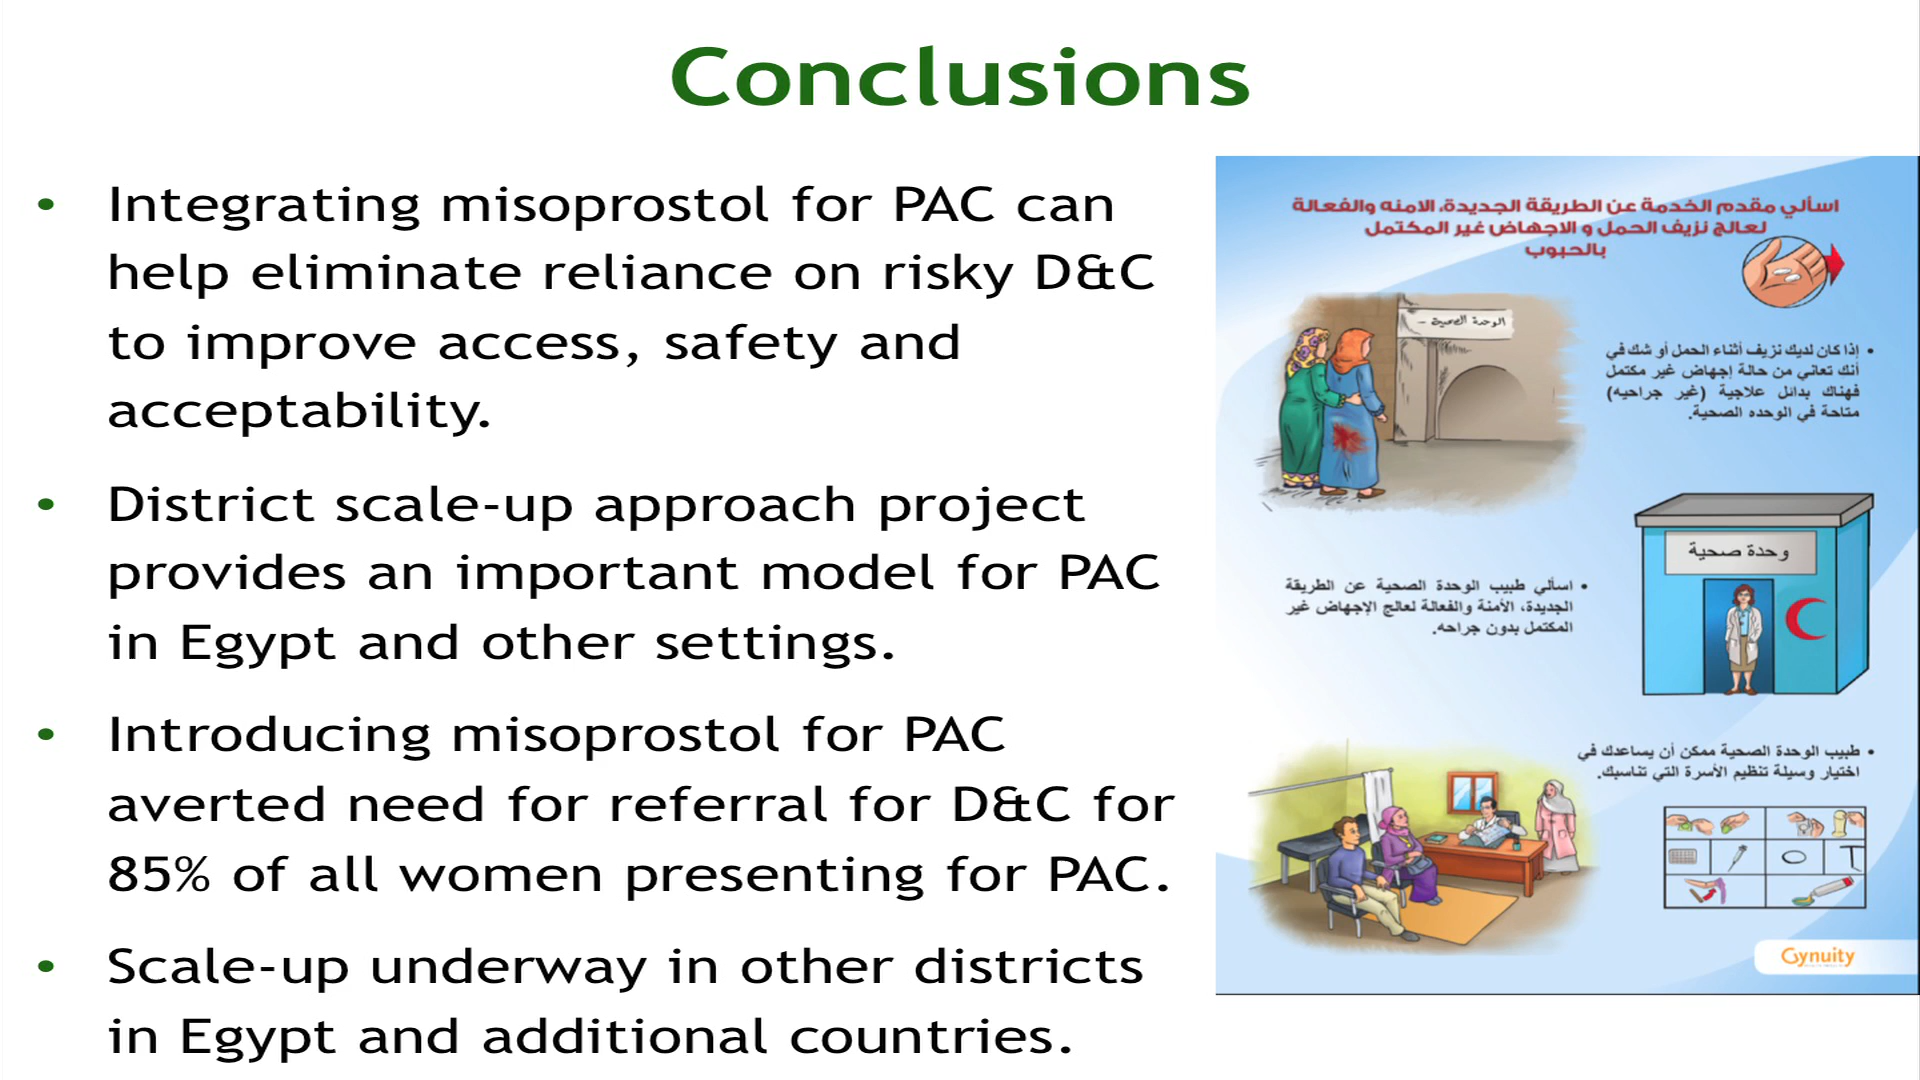 Conclusions
• Integrating misoprostol for PAC can
help eliminate reliance on risky D&C
to improve access, safety and
acceptability.
• District scale-up approach project
provides an important model for PAC
in Egypt and other settings.
• Introducing misoprostol for PAC
averted need for referral for D&C for
85% of all women presenting for PAC.
• Scale-up underway in other districts
in Egypt and additional countries.
اسألي مقدم الخدمة عن الطريقة الجديدة، الامنه والفعالة
لعالج نزيف الحمل و الاجهاض غير المكتمل
بالحبوب
الوحدة الصحية
• إذا كان لديك نزيف أثناء الحمل أو شك في
أنك تعاني من حالة إجهاض غير مكتمل
فهناك بدائل علاجية (غير جراحيه)
متاحة في الوحده الصحية.
وحدة صحية
• اسألي طبيب الوحدة الصحية عن الطريقة
الجديدة، الأمنة والفعالة لعالج الإجهاض غير
المكتمل بدون جراحه.
• طبيب الوحدة الصحية ممكن أن يساعدك في
اختيار وسيلة تنظيم الأسرة التي تناسبك.
Gynuity